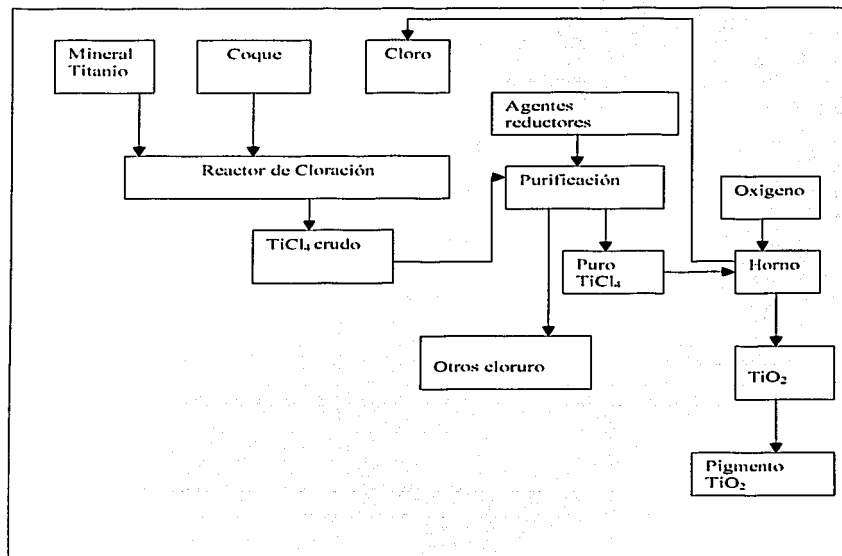 Mineral
Titanio
Coque
Cloro
Agentes
reductores
Reactor de Cloración
Purificación
Oxigeno
TiCl₄ crudo
Puro
TiCl₄
Horno
Otros cloruro
TiO₂
Pigmento
TiO₂